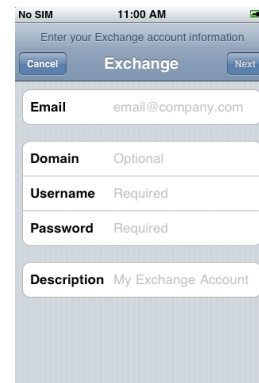 No SIM 11:00 AM
Enter your Exchange account information
Cancel Exchange Next
Email email@company.com
Domain Optional
Username Required
Password Required
Description My Exchange Account